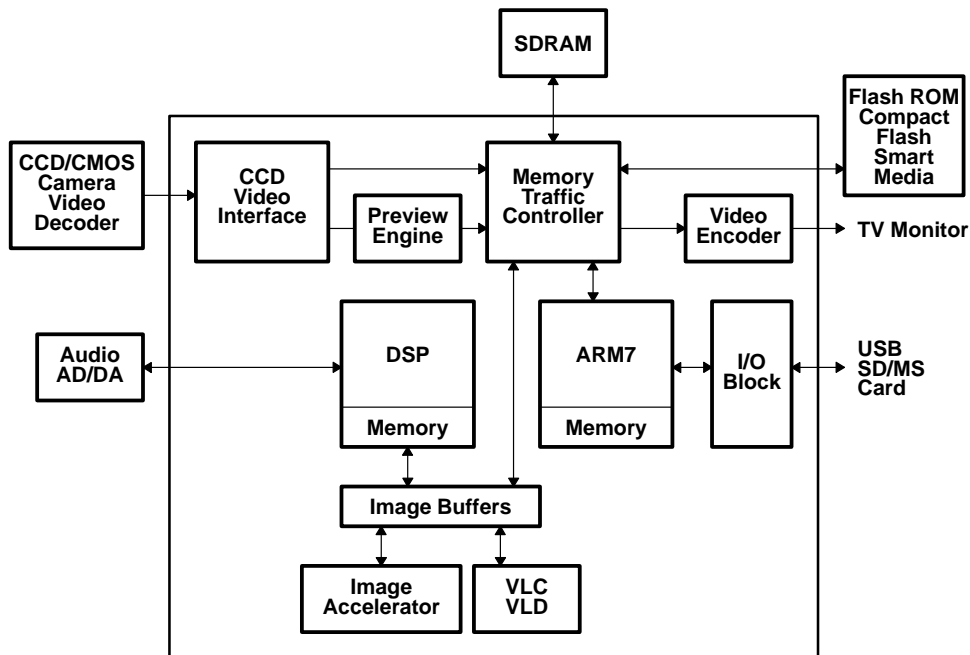 SDRAM
Flash ROM
Compact
Flash
Smart
Media
CCD/CMOS
Camera
Video
Decoder
CCD
Video
Interface
Preview
Engine
Memory
Traffic
Controller
Video
Encoder
TV Monitor
Audio
AD/DA
DSP
Memory
ARM7
Memory
I/O
Block
USB
SD/MS
Card
Image Buffers
Image
Accelerator
VLC
VLD